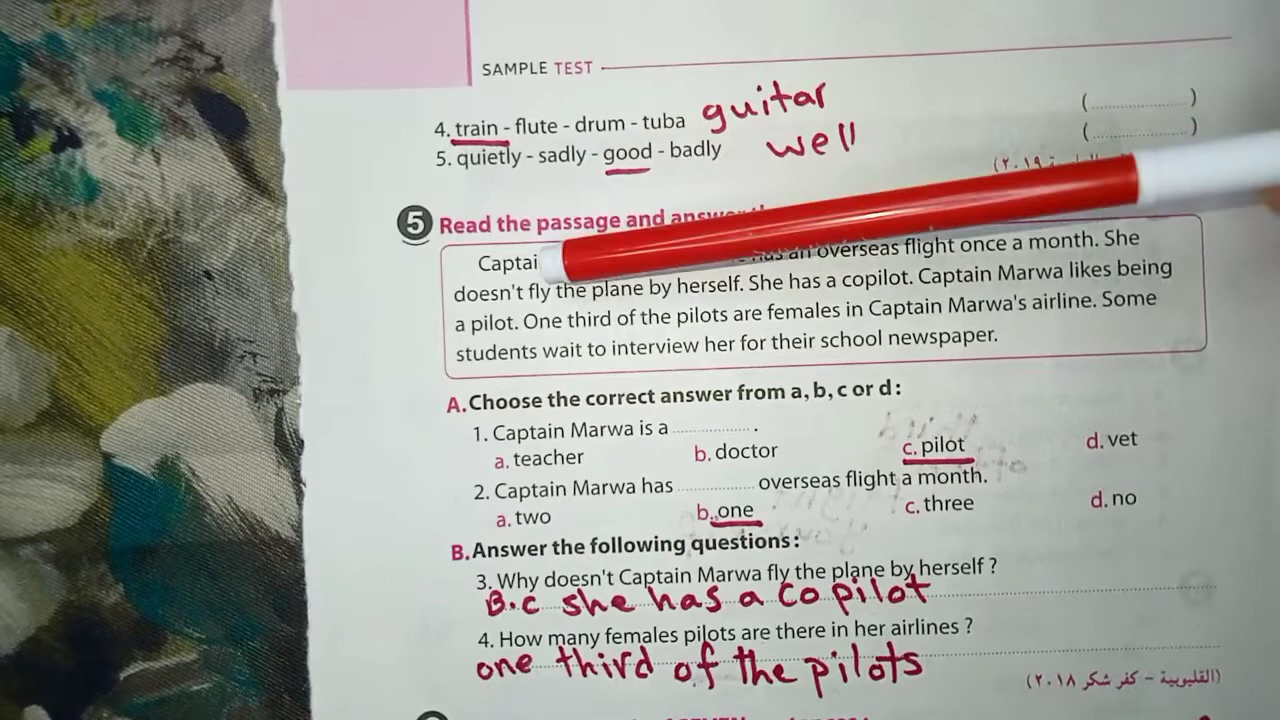 SAMPLE TEST
4. train - flute - drum - tuba guitar (....................)
5. quietly - sadly - good - badly well (....................)
٢٠١٩)
5 Read the passage and
Captai has an overseas flight once a month. She
doesn't fly the plane by herself. She has a copilot. Captain Marwa likes being
a pilot. One third of the pilots are females in Captain Marwa's airline. Some
students wait to interview her for their school newspaper.
A. Choose the correct answer from a, b, c or d:
1. Captain Marwa is a .................... .
a. teacher b. doctor c. pilot d. vet
2. Captain Marwa has .................... overseas flight a month.
a. two b. one c. three d. no
B. Answer the following questions:
3. Why doesn't Captain Marwa fly the plane by herself ?
B.c she has a copilot
4. How many females pilots are there in her airlines ?
one third of the pilots
(القليوبية - كفر شكر ٢٠١٨)